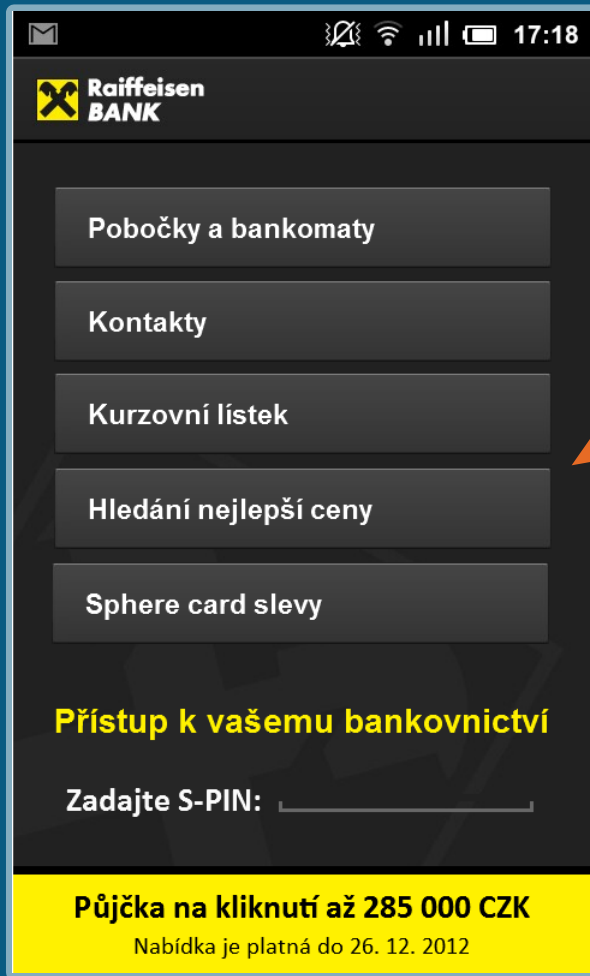 17:18
Raiffeisen
BANK
Pobočky a bankomaty
Kontakty
Kurzovní lístek
Hledání nejlepší ceny
Sphere card slevy
Přístup k vašemu bankovnictví
Zadajte S-PIN:
Půjčka na kliknutí až 285 000 CZK
Nabídka je platná do 26. 12. 2012